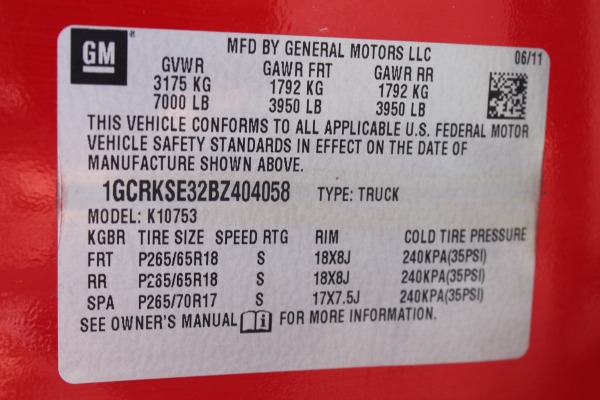 GM
MFD BY GENERAL MOTORS LLC 06/11
GVWR GAWR FRT GAWR RR
3175 KG 1792 KG 1792 KG
7000 LB 3950 LB 3950 LB
THIS VEHICLE CONFORMS TO ALL APPLICABLE U.S. FEDERAL MOTOR
VEHICLE SAFETY STANDARDS IN EFFECT ON THE DATE OF
MANUFACTURE SHOWN ABOVE.
1GCRKSE32BZ404058 TYPE: TRUCK
MODEL: K10753
KGBR TIRE SIZE SPEED RTG RIM COLD TIRE PRESSURE
FRT P265/65R18 S 18X8J 240KPA(35PSI)
RR P265/65R18 S 18X8J 240KPA(35PSI)
SPA P265/70R17 S 17X7.5J 240KPA(35PSI)
SEE OWNER'S MANUAL i FOR MORE INFORMATION.